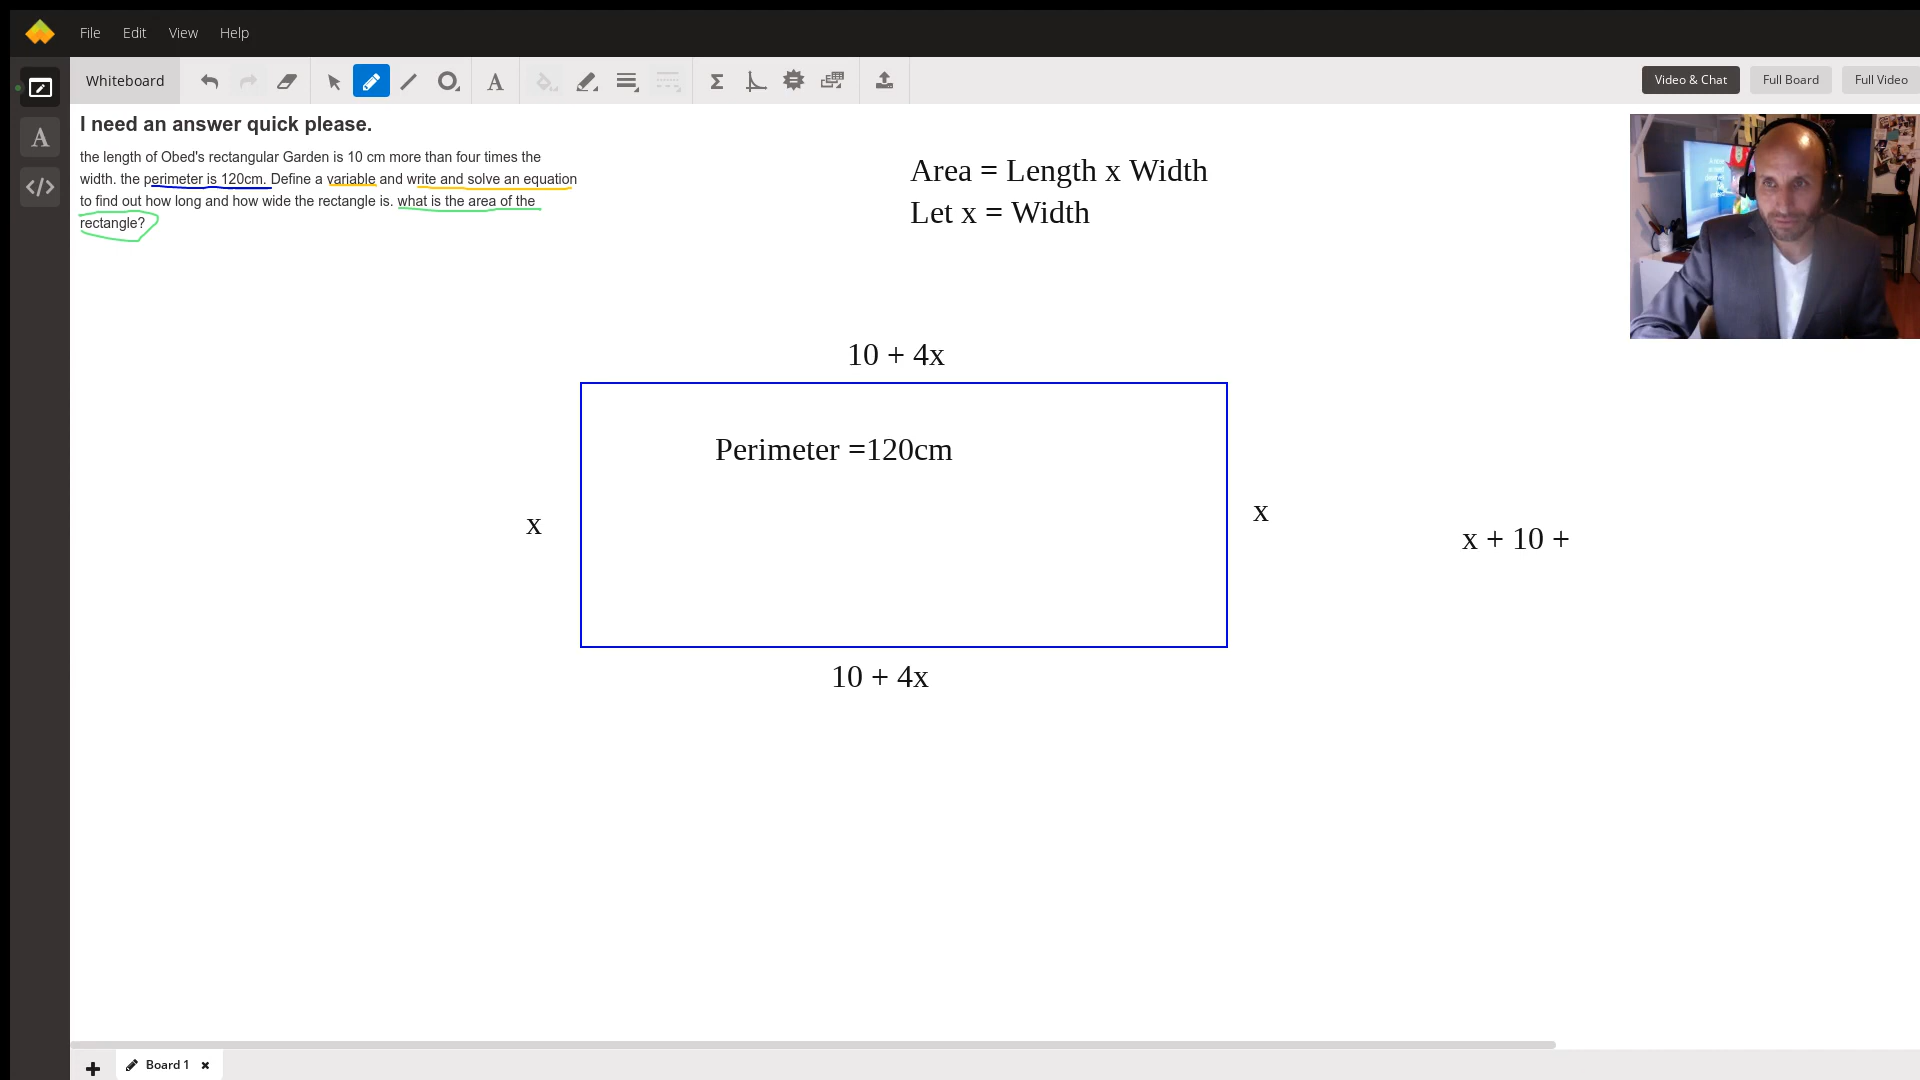 File Edit View Help
Whiteboard
A
Σ
Video & Chat
Full Board
Full Video
A
</>
I need an answer quick please.
the length of Obed's rectangular Garden is 10 cm more than four times the
width. the perimeter is 120cm. Define a variable and write and solve an equation
to find out how long and how wide the rectangle is. what is the area of the
rectangle?
Area = Length x Width
Let x = Width
10 + 4x
Perimeter =120cm
x
x
x + 10 +
10 + 4x
Board 1